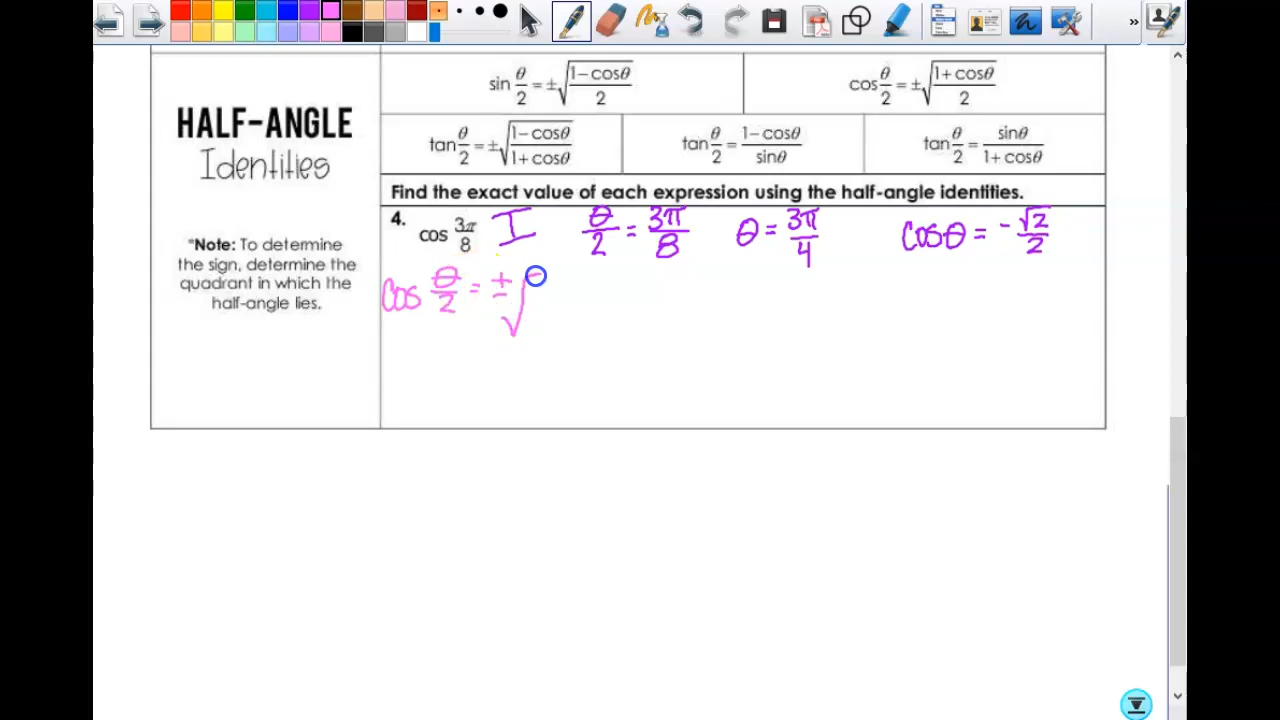 sin θ/2 = ±√((1−cosθ)/2) cos θ/2 = ±√((1+cosθ)/2)
HALF-ANGLE
Identities
tan θ/2 = ±√((1−cosθ)/(1+cosθ)) tan θ/2 = (1−cosθ)/sinθ tan θ/2 = sinθ/(1+cosθ)
Find the exact value of each expression using the half-angle identities.
*Note: To determine
the sign, determine the
quadrant in which the
half-angle lies.
4. cos 3π/8 I θ/2 = 3π/8 θ = 3π/4 cosθ = −√2/2
cos θ/2 = ±√
»